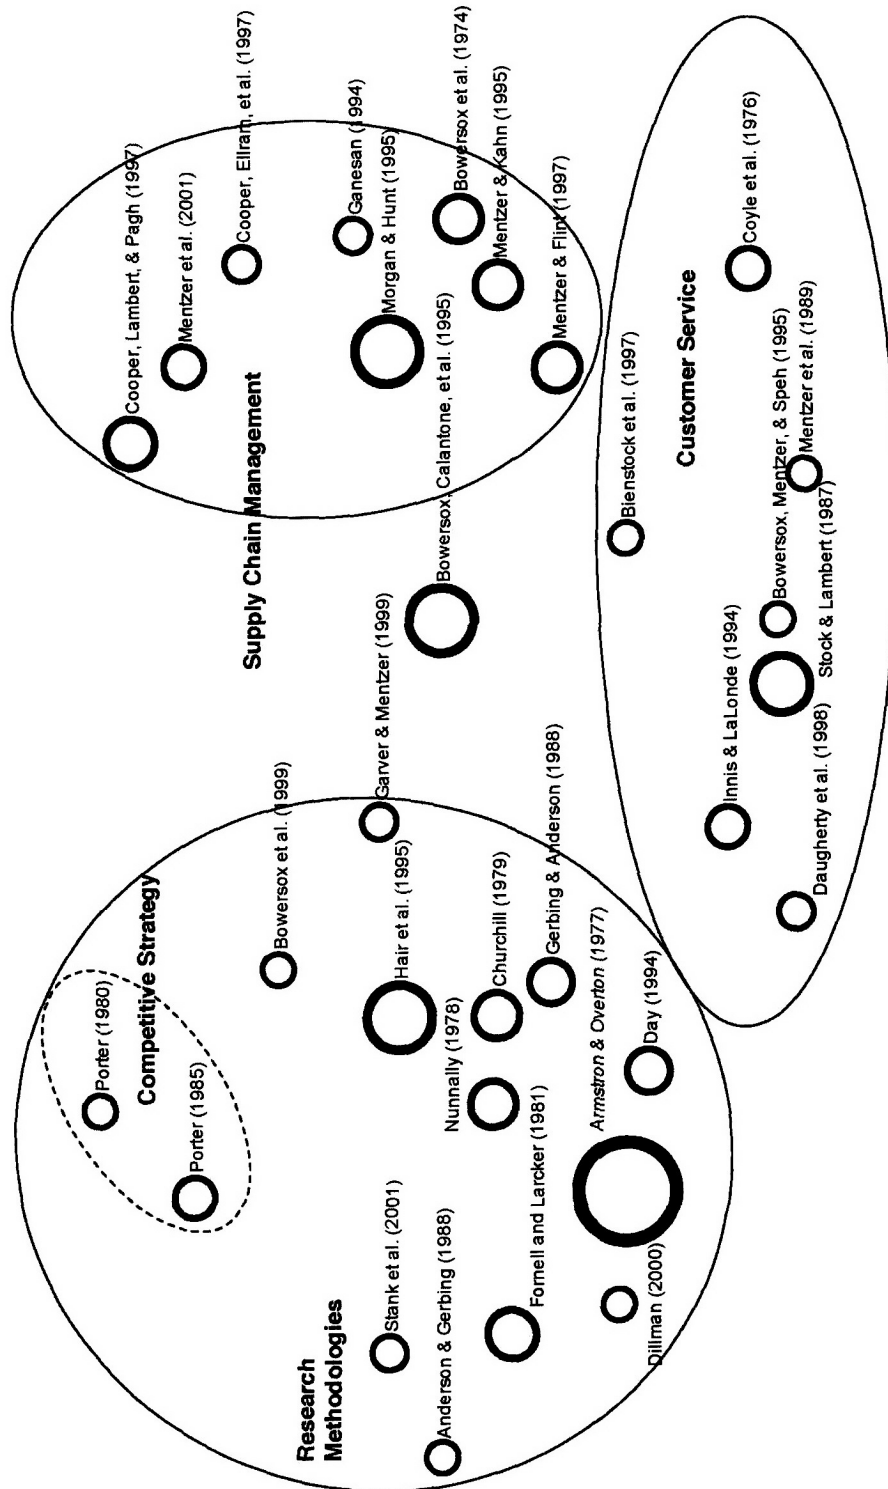 Cooper, Lambert, & Pagh (1997)
Mentzer et al. (2001)
Cooper, Ellram, et al. (1997)
Ganesan (1994)
Morgan & Hunt (1995)
Bowersox et al. (1974)
Mentzer & Kahn (1995)
Mentzer & Flint (1997)
Supply Chain Management
Bowersox, Calantone, et al. (1995)
Garver & Mentzer (1999)
Competitive Strategy
Porter (1980)
Porter (1985)
Bowersox et al. (1999)
Research
Methodologies
Stank et al. (2001)
Anderson & Gerbing (1988)
Hair et al. (1995)
Nunnally (1978)
Churchill (1979)
Fornell and Larcker (1981)
Gerbing & Anderson (1988)
Armstron & Overton (1977)
Dillman (2000)
Day (1994)
Customer Service
Bienstock et al. (1997)
Coyle et al. (1976)
Innis & LaLonde (1994)
Bowersox, Mentzer, & Speh (1995)
Mentzer et al. (1989)
Stock & Lambert (1987)
Daugherty et al. (1998)